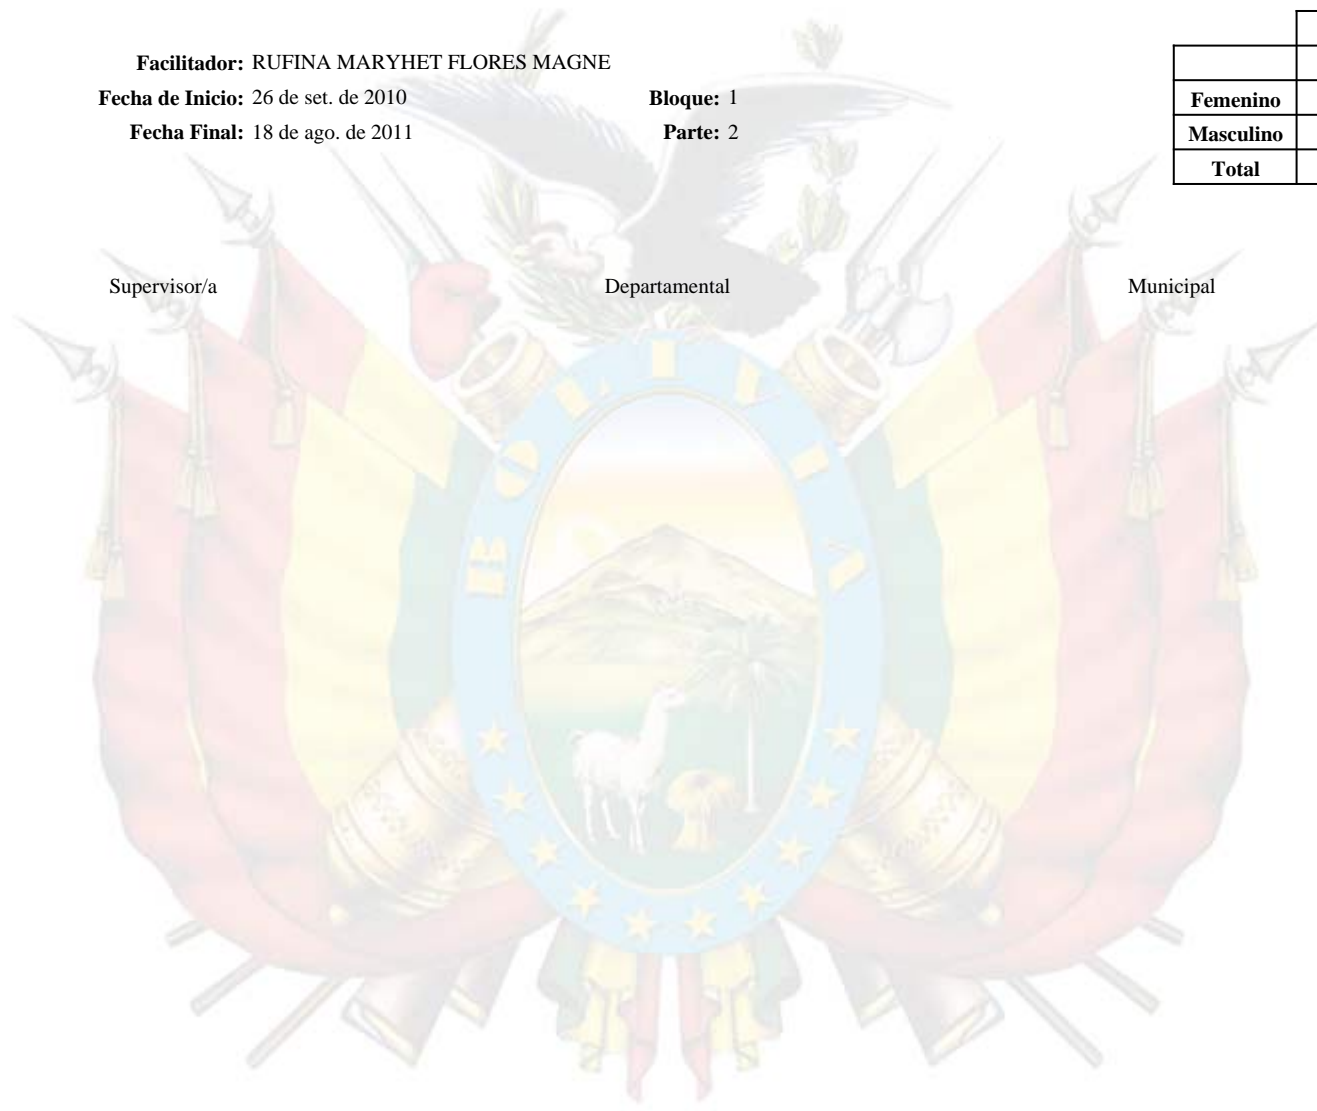 Facilitador: RUFINA MARYHET FLORES MAGNE
Fecha de Inicio: 26 de set. de 2010 Bloque: 1
Fecha Final: 18 de ago. de 2011 Parte: 2
Femenino
Masculino
Total
Supervisor/a Departamental Municipal
BOLIVIA